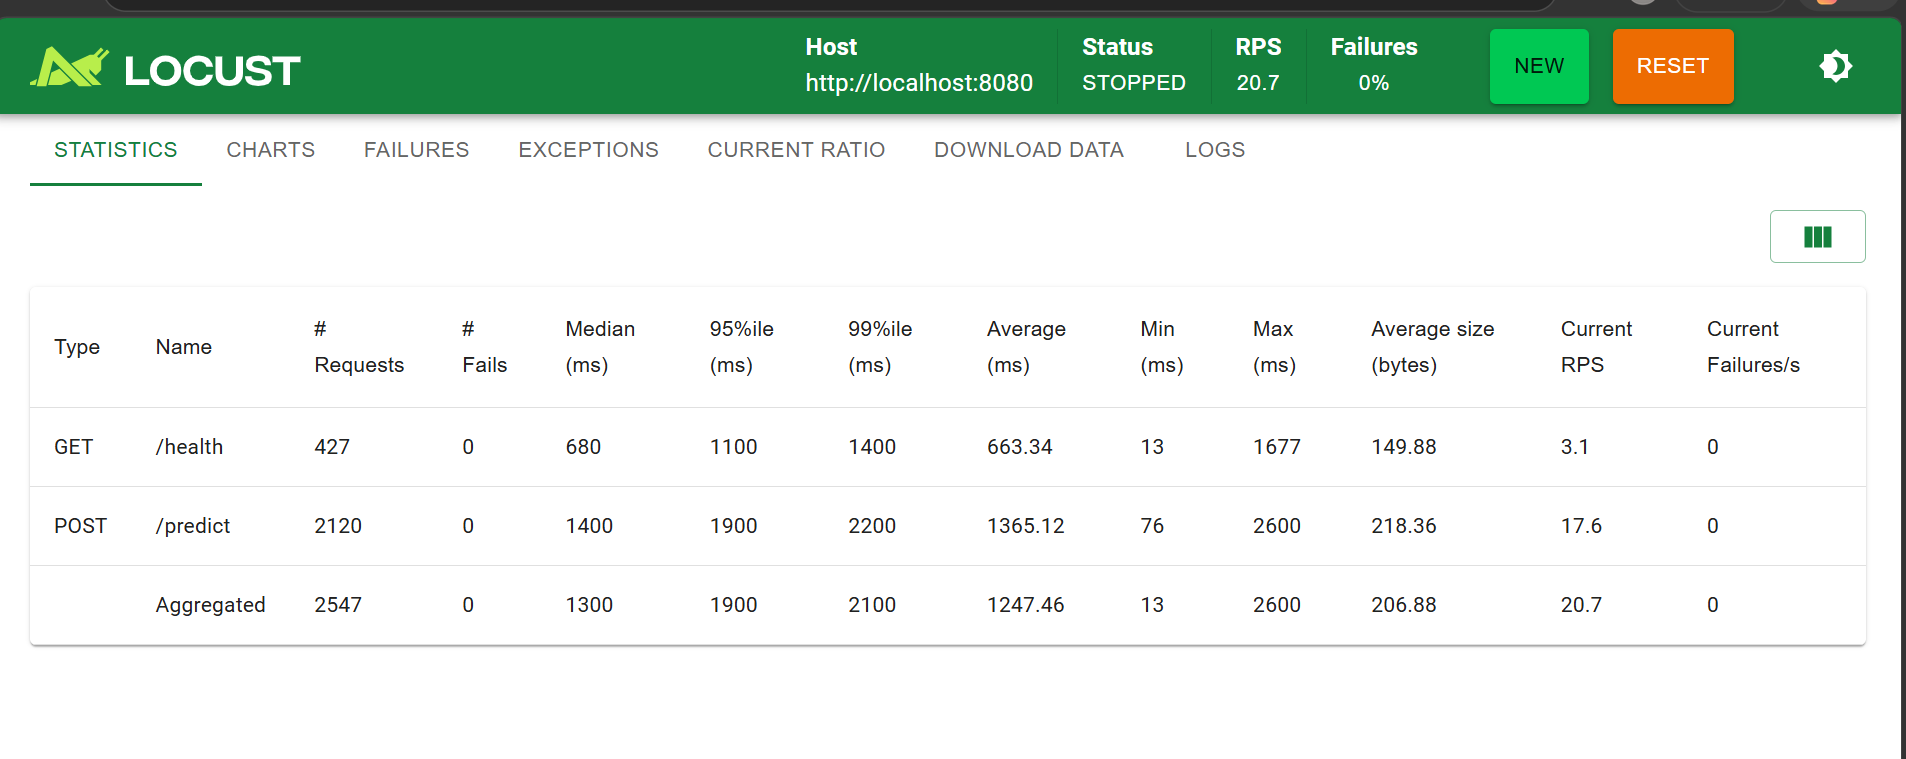 LOCUST
Host
http://localhost:8080
Status
STOPPED
RPS
20.7
Failures
0%
NEW
RESET
STATISTICS CHARTS FAILURES EXCEPTIONS CURRENT RATIO DOWNLOAD DATA LOGS
Type Name # Requests # Fails Median (ms) 95%ile (ms) 99%ile (ms) Average (ms) Min (ms) Max (ms) Average size (bytes) Current RPS Current Failures/s
GET /health 427 0 680 1100 1400 663.34 13 1677 149.88 3.1 0
POST /predict 2120 0 1400 1900 2200 1365.12 76 2600 218.36 17.6 0
Aggregated 2547 0 1300 1900 2100 1247.46 13 2600 206.88 20.7 0